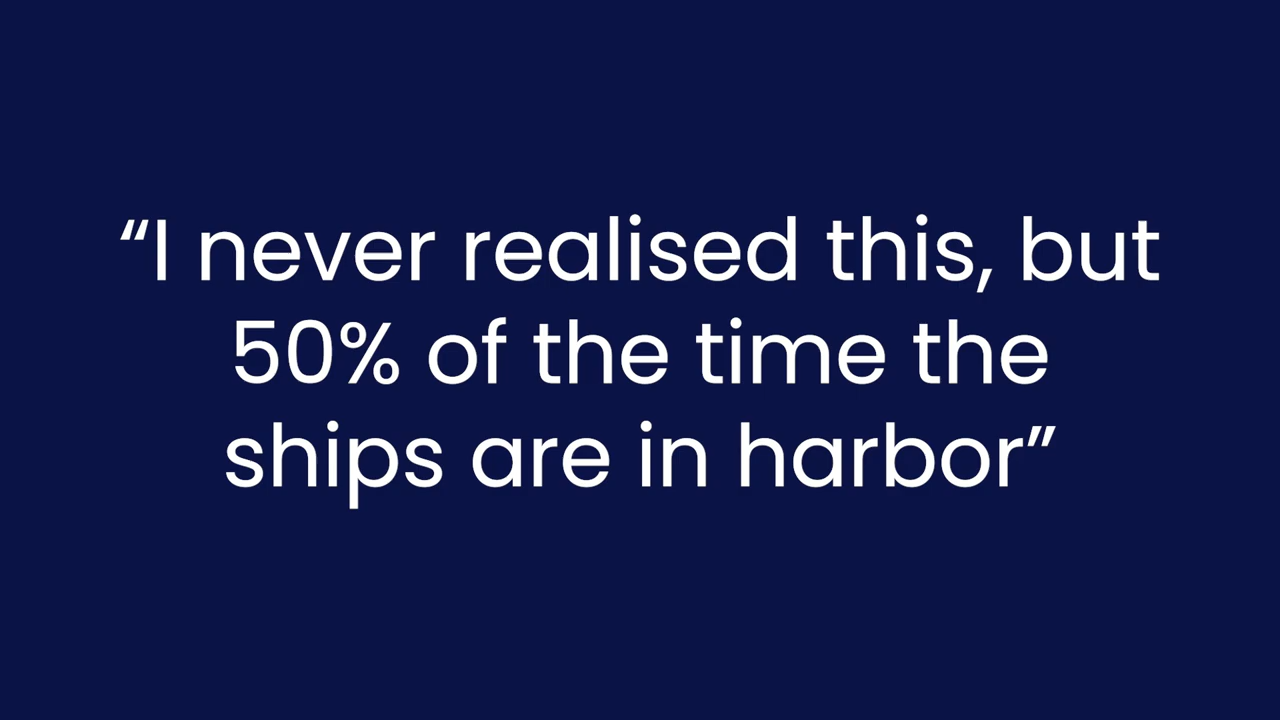 “I never realised this, but
50% of the time the
ships are in harbor”